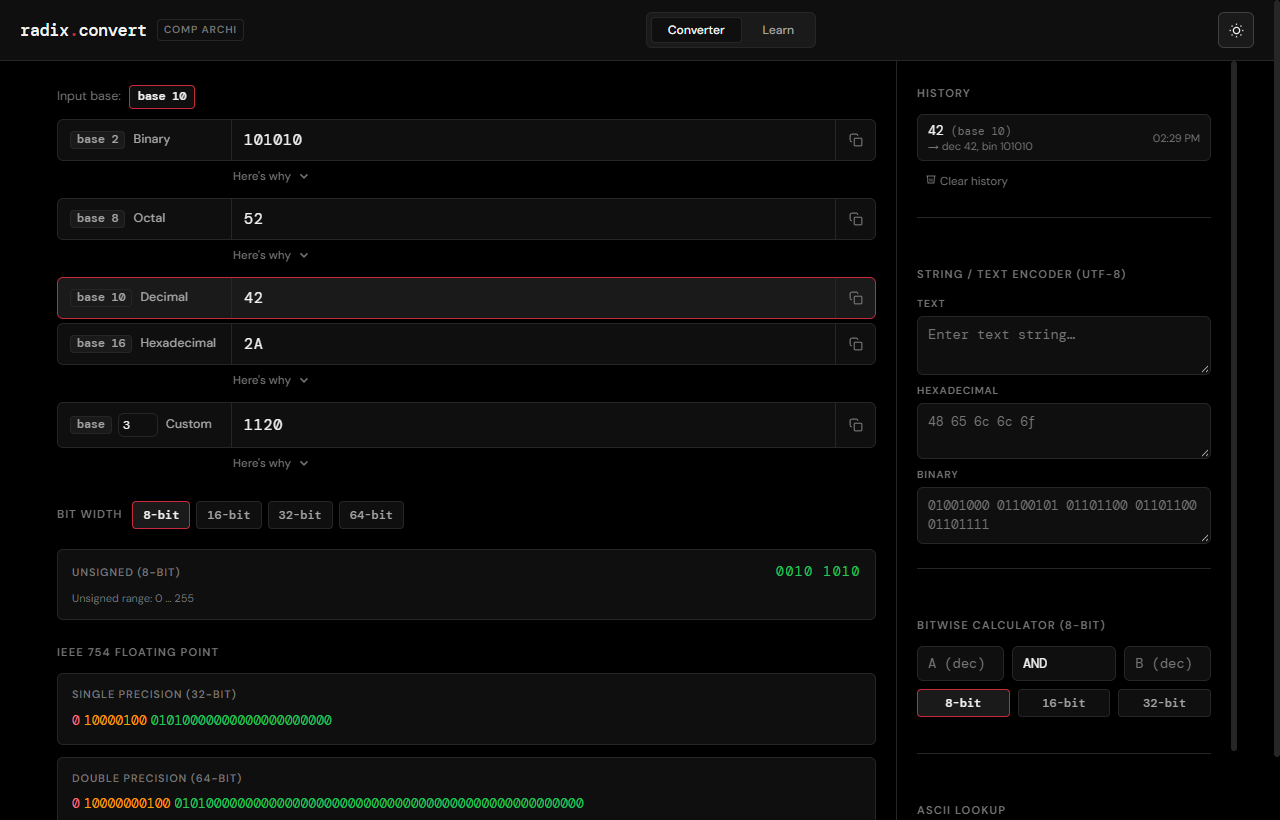 radix.convert COMP ARCHI Converter Learn
Input base: base 10
base 2 Binary 101010
Here's why
base 8 Octal 52
Here's why
base 10 Decimal 42
base 16 Hexadecimal 2A
Here's why
base 3 Custom 1120
Here's why
BIT WIDTH 8-bit 16-bit 32-bit 64-bit
UNSIGNED (8-BIT) 0010 1010
Unsigned range: 0 … 255
IEEE 754 FLOATING POINT
SINGLE PRECISION (32-BIT)
0 10000100 01010000000000000000000
DOUBLE PRECISION (64-BIT)
0 10000000100 0101000000000000000000000000000000000000000000000000
HISTORY
42 (base 10)
→ dec 42, bin 101010
02:29 PM
Clear history
STRING / TEXT ENCODER (UTF-8)
TEXT
Enter text string…
HEXADECIMAL
48 65 6c 6c 6f
BINARY
01001000 01100101 01101100 01101100
01101111
BITWISE CALCULATOR (8-BIT)
A (dec) AND B (dec)
8-bit 16-bit 32-bit
ASCII LOOKUP